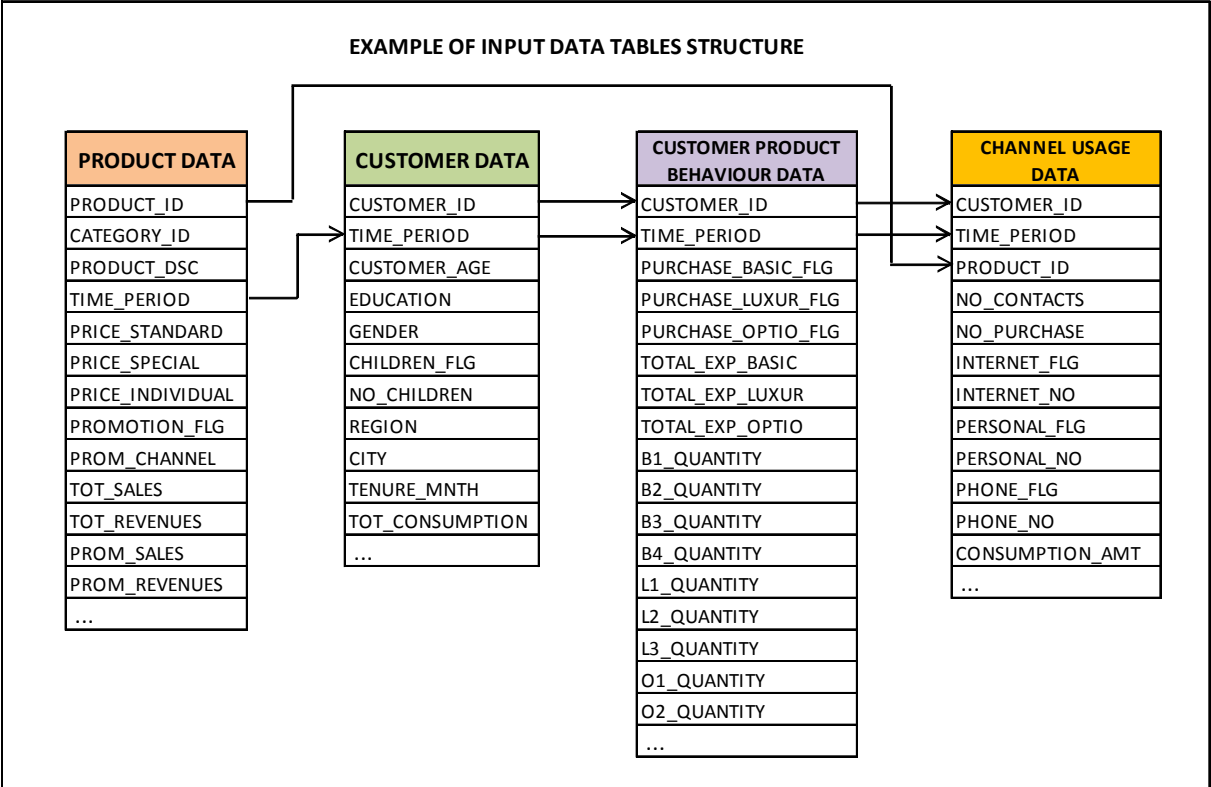 EXAMPLE OF INPUT DATA TABLES STRUCTURE
PRODUCT DATA
PRODUCT_ID
CATEGORY_ID
PRODUCT_DSC
TIME_PERIOD
PRICE_STANDARD
PRICE_SPECIAL
PRICE_INDIVIDUAL
PROMOTION_FLG
PROM_CHANNEL
TOT_SALES
TOT_REVENUES
PROM_SALES
PROM_REVENUES
...
CUSTOMER DATA
CUSTOMER_ID
TIME_PERIOD
CUSTOMER_AGE
EDUCATION
GENDER
CHILDREN_FLG
NO_CHILDREN
REGION
CITY
TENURE_MNTH
TOT_CONSUMPTION
...
CUSTOMER PRODUCT
BEHAVIOUR DATA
CUSTOMER_ID
TIME_PERIOD
PURCHASE_BASIC_FLG
PURCHASE_LUXUR_FLG
PURCHASE_OPTIO_FLG
TOTAL_EXP_BASIC
TOTAL_EXP_LUXUR
TOTAL_EXP_OPTIO
B1_QUANTITY
B2_QUANTITY
B3_QUANTITY
B4_QUANTITY
L1_QUANTITY
L2_QUANTITY
L3_QUANTITY
O1_QUANTITY
O2_QUANTITY
...
CHANNEL USAGE
DATA
CUSTOMER_ID
TIME_PERIOD
PRODUCT_ID
NO_CONTACTS
NO_PURCHASE
INTERNET_FLG
INTERNET_NO
PERSONAL_FLG
PERSONAL_NO
PHONE_FLG
PHONE_NO
CONSUMPTION_AMT
...